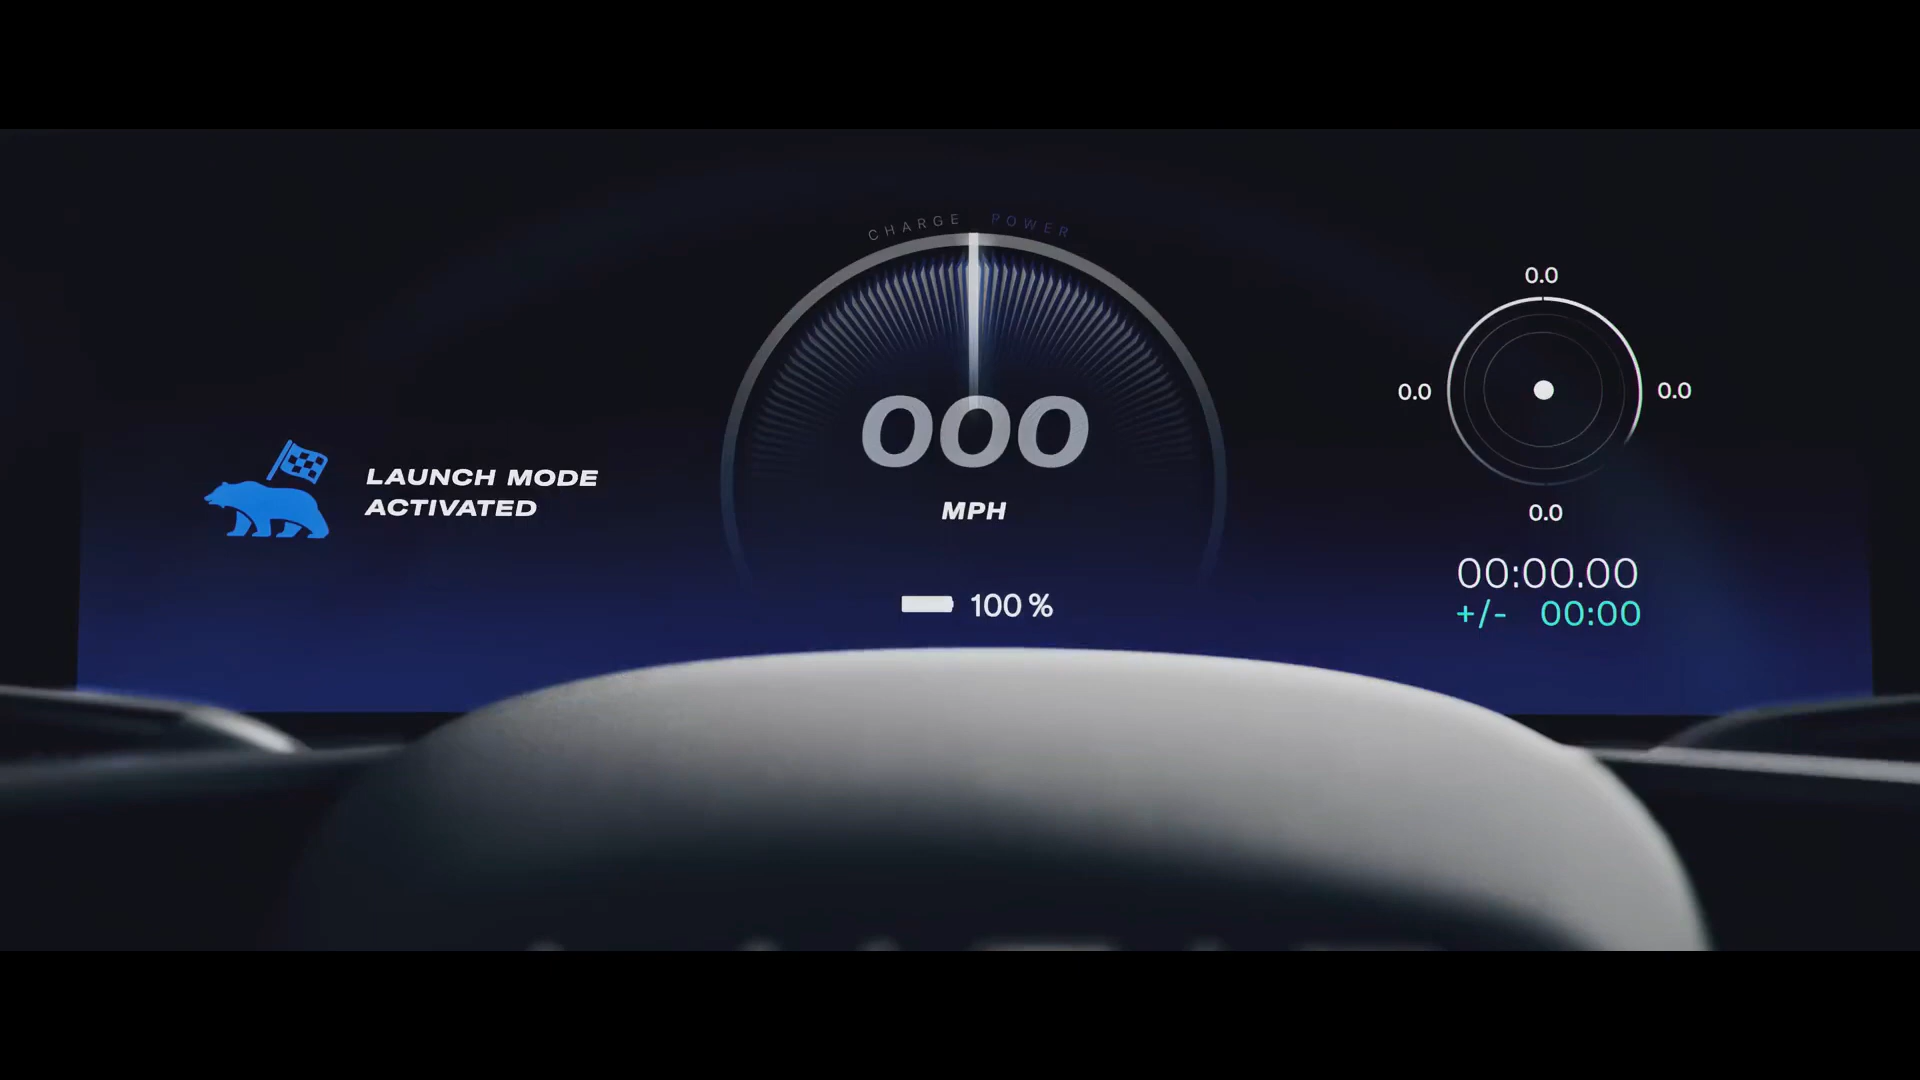 CHARGE POWER
0.0
0.0
0.0
000
LAUNCH MODE
ACTIVATED
MPH
0.0
00:00.00
100 %
+/- 00:00